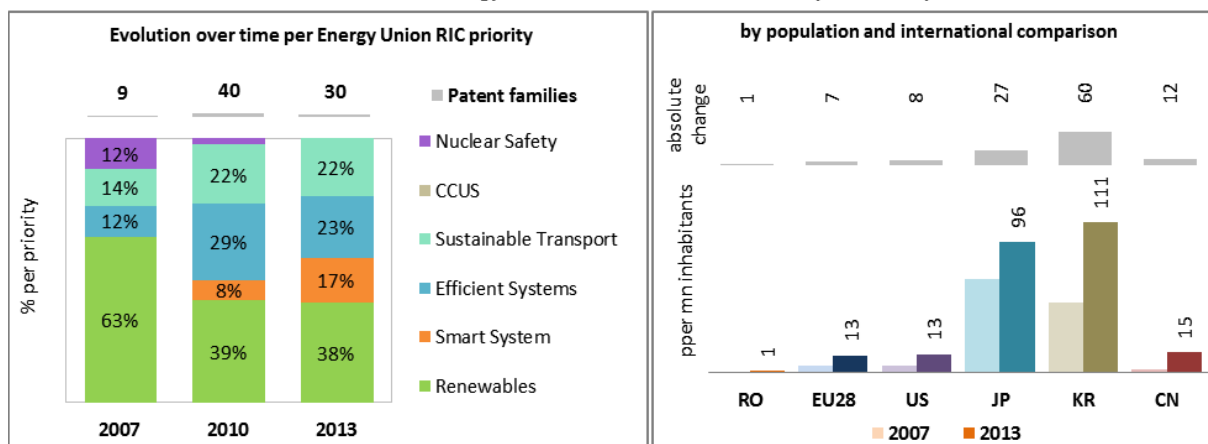 Evolution over time per Energy Union RIC priority
9 40 30 Patent families
% per priority
12% 14% 12% 63%
22% 29% 8% 39%
22% 23% 17% 38%
Nuclear Safety
CCUS
Sustainable Transport
Efficient Systems
Smart System
Renewables
2007 2010 2013
by population and international comparison
absolute change
1 7 8 27 60 12
pper mn inhabitants
1 13 13 96 111 15
RO EU28 US JP KR CN
2007 2013